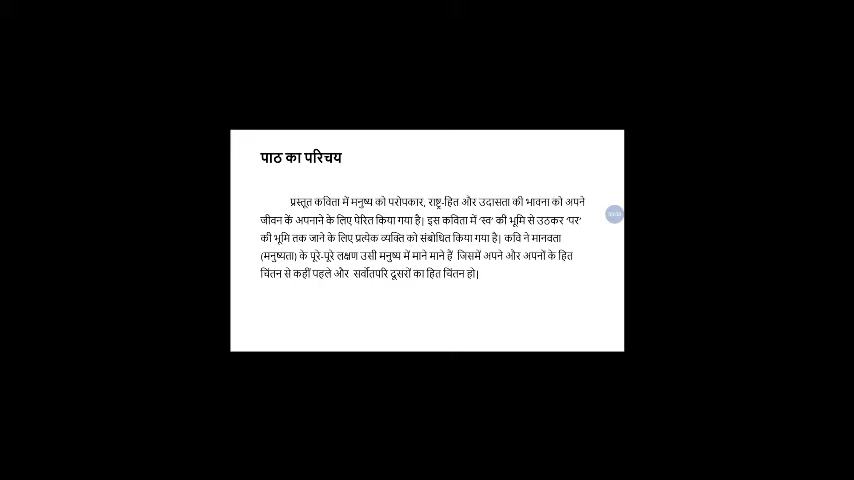 पाठ का परिचय
प्रस्तूत कविता में मनुष्य को परोपकार, राष्ट्र-हित और उदासता की भावना को अपने
जीवन कें अपनाने के लिए पेरित किया गया है| इस कविता में 'स्व' की भूमि से उठकर 'पर'
की भूमि तक जाने के लिए प्रत्येक व्यक्ति को संबोधित किया गया है| कवि ने मानवता
(मनुष्यता) के पूरे-पूरे लक्षण उसी मनुष्य में माने माने हैं जिसमें अपने और अपनों के हित
चिंतन से कहीं पहले और सर्वोतपरि दूसरों का हित चिंतन हो|